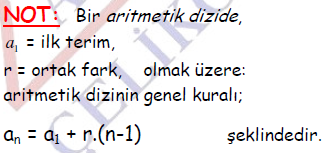 NOT: Bir aritmetik dizide,
a₁ = ilk terim,
r = ortak fark, olmak üzere:
aritmetik dizinin genel kuralı;
aₙ = a₁ + r.(n-1) şeklindedir.
ÇELİK